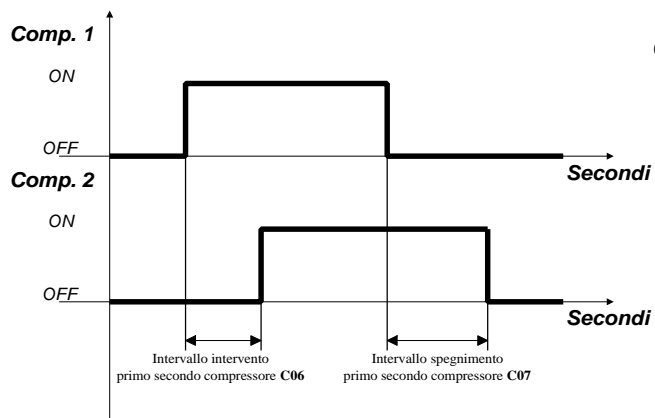 Comp. 1
ON
OFF
Secondi
Comp. 2
ON
OFF
Secondi
Intervallo intervento
primo secondo compressore C06
Intervallo spegnimento
primo secondo compressore C07